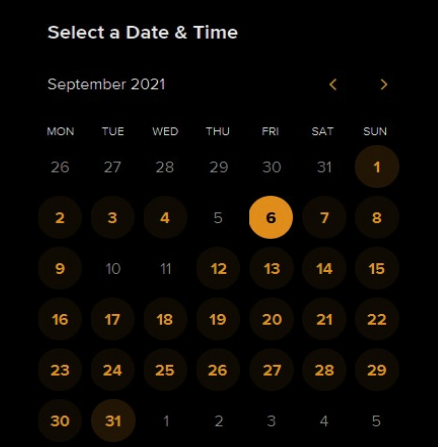 Select a Date & Time
September 2021
MON TUE WED THU FRI SAT SUN
26 27 28 29 30 31 1
2 3 4 5 6 7 8
9 10 11 12 13 14 15
16 17 18 19 20 21 22
23 24 25 26 27 28 29
30 31 1 2 3 4 5